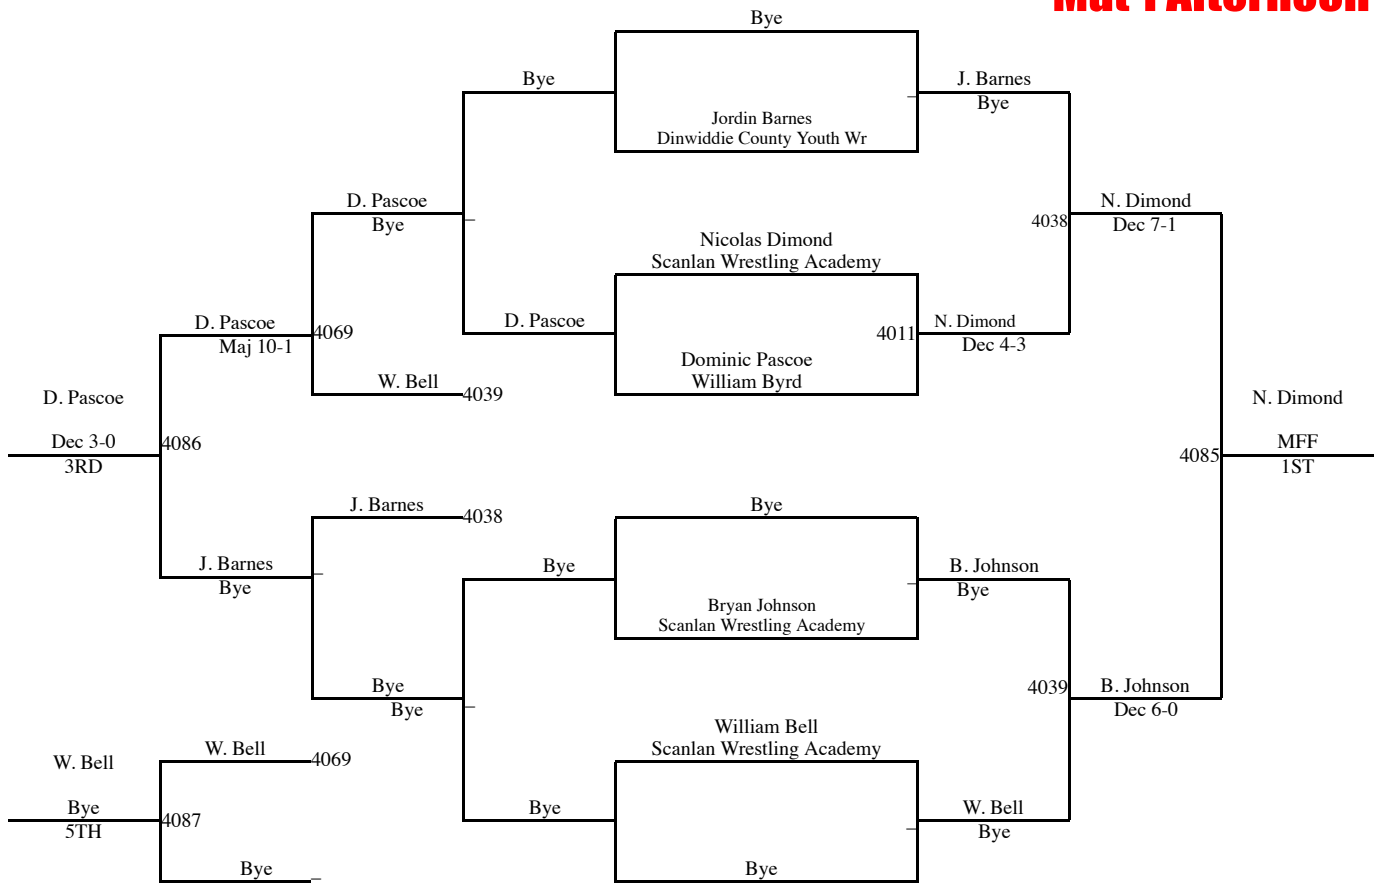 Mat 1 Afternoon
Bye
Bye
J. Barnes
Bye
Jordin Barnes
Dinwiddie County Youth Wr
D. Pascoe
Bye
N. Dimond
Dec 7-1
4038
Nicolas Dimond
Scanlan Wrestling Academy
D. Pascoe
Maj 10-1
4069
D. Pascoe
4011
N. Dimond
Dec 4-3
Dominic Pascoe
William Byrd
W. Bell
4039
D. Pascoe
Dec 3-0
3RD
4086
N. Dimond
MFF
1ST
4085
J. Barnes
4038
Bye
J. Barnes
Bye
Bye
B. Johnson
Bye
Bryan Johnson
Scanlan Wrestling Academy
Bye
Bye
4039
B. Johnson
Dec 6-0
William Bell
Scanlan Wrestling Academy
W. Bell
4069
W. Bell
Bye
5TH
4087
Bye
W. Bell
Bye
Bye
Bye